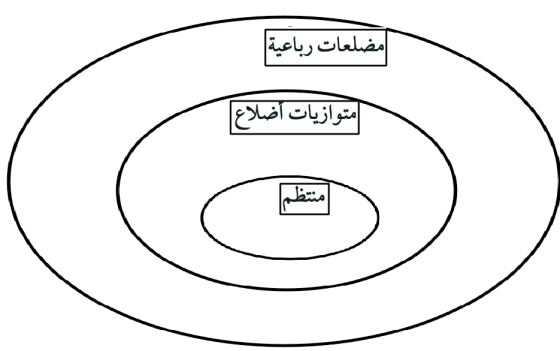 مضلعات رباعية
متوازيات أضلاع
منتظم